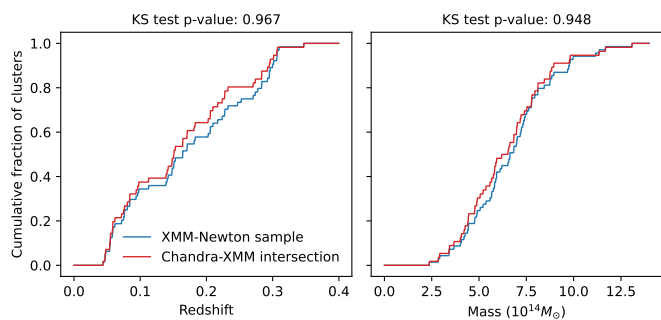 KS test p-value: 0.967
KS test p-value: 0.948
1.0
0.8
0.6
0.4
0.2
0.0
Cumulative fraction of clusters
XMM-Newton sample
Chandra-XMM intersection
0.0 0.1 0.2 0.3 0.4
Redshift
0.0 2.5 5.0 7.5 10.0 12.5
Mass (10¹⁴M☉)